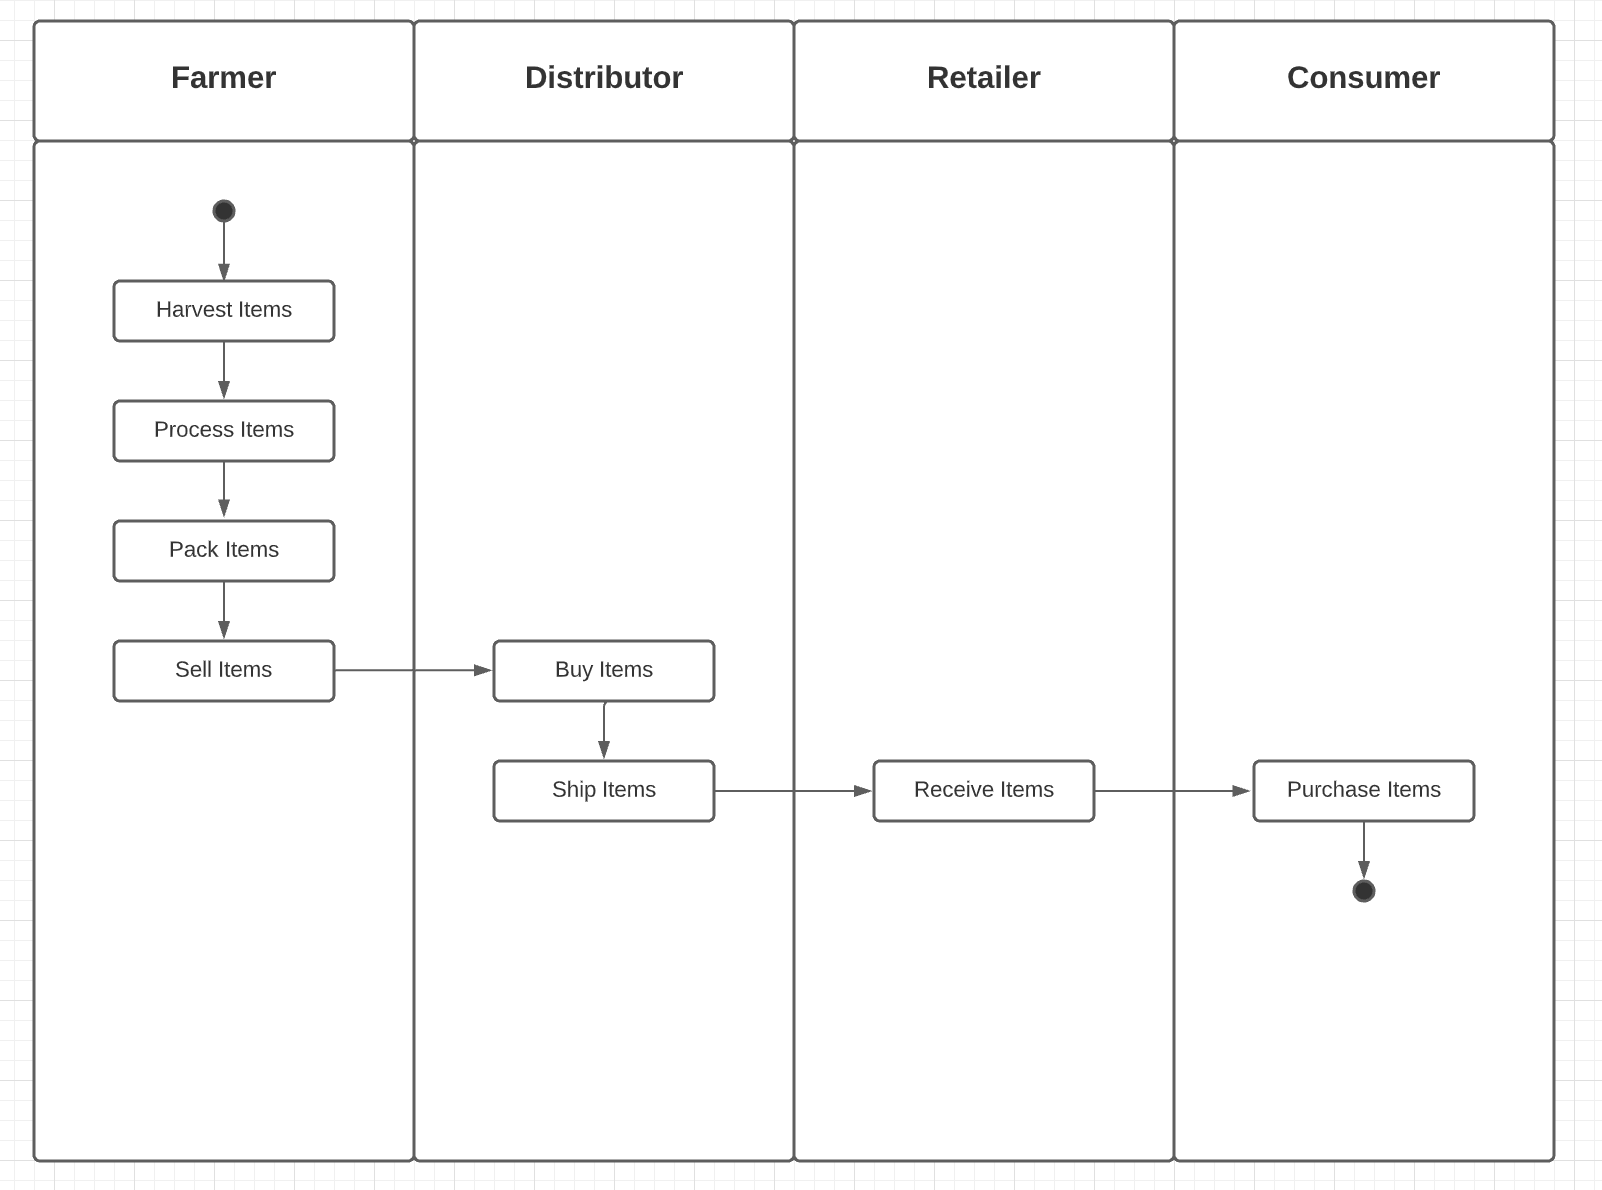 Farmer
Distributor
Retailer
Consumer
Harvest Items
Process Items
Pack Items
Sell Items
Buy Items
Ship Items
Receive Items
Purchase Items